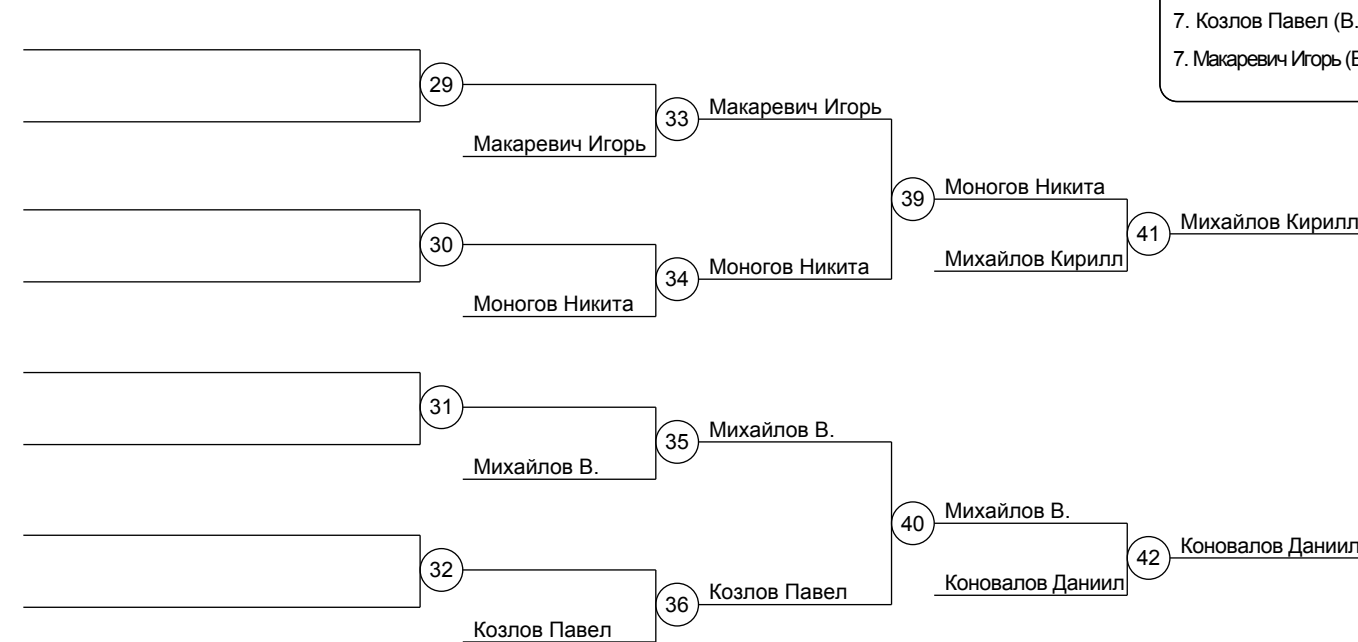 7. Козлов Павел (В.
7. Макаревич Игорь (В
29
33
Макаревич Игорь
Макаревич Игорь
39
Моногов Никита
41
Михайлов Кирилл
30
34
Моногов Никита
Михайлов Кирилл
Моногов Никита
31
35
Михайлов В.
Михайлов В.
40
Михайлов В.
42
Коновалов Даниил
32
36
Козлов Павел
Коновалов Даниил
Козлов Павел